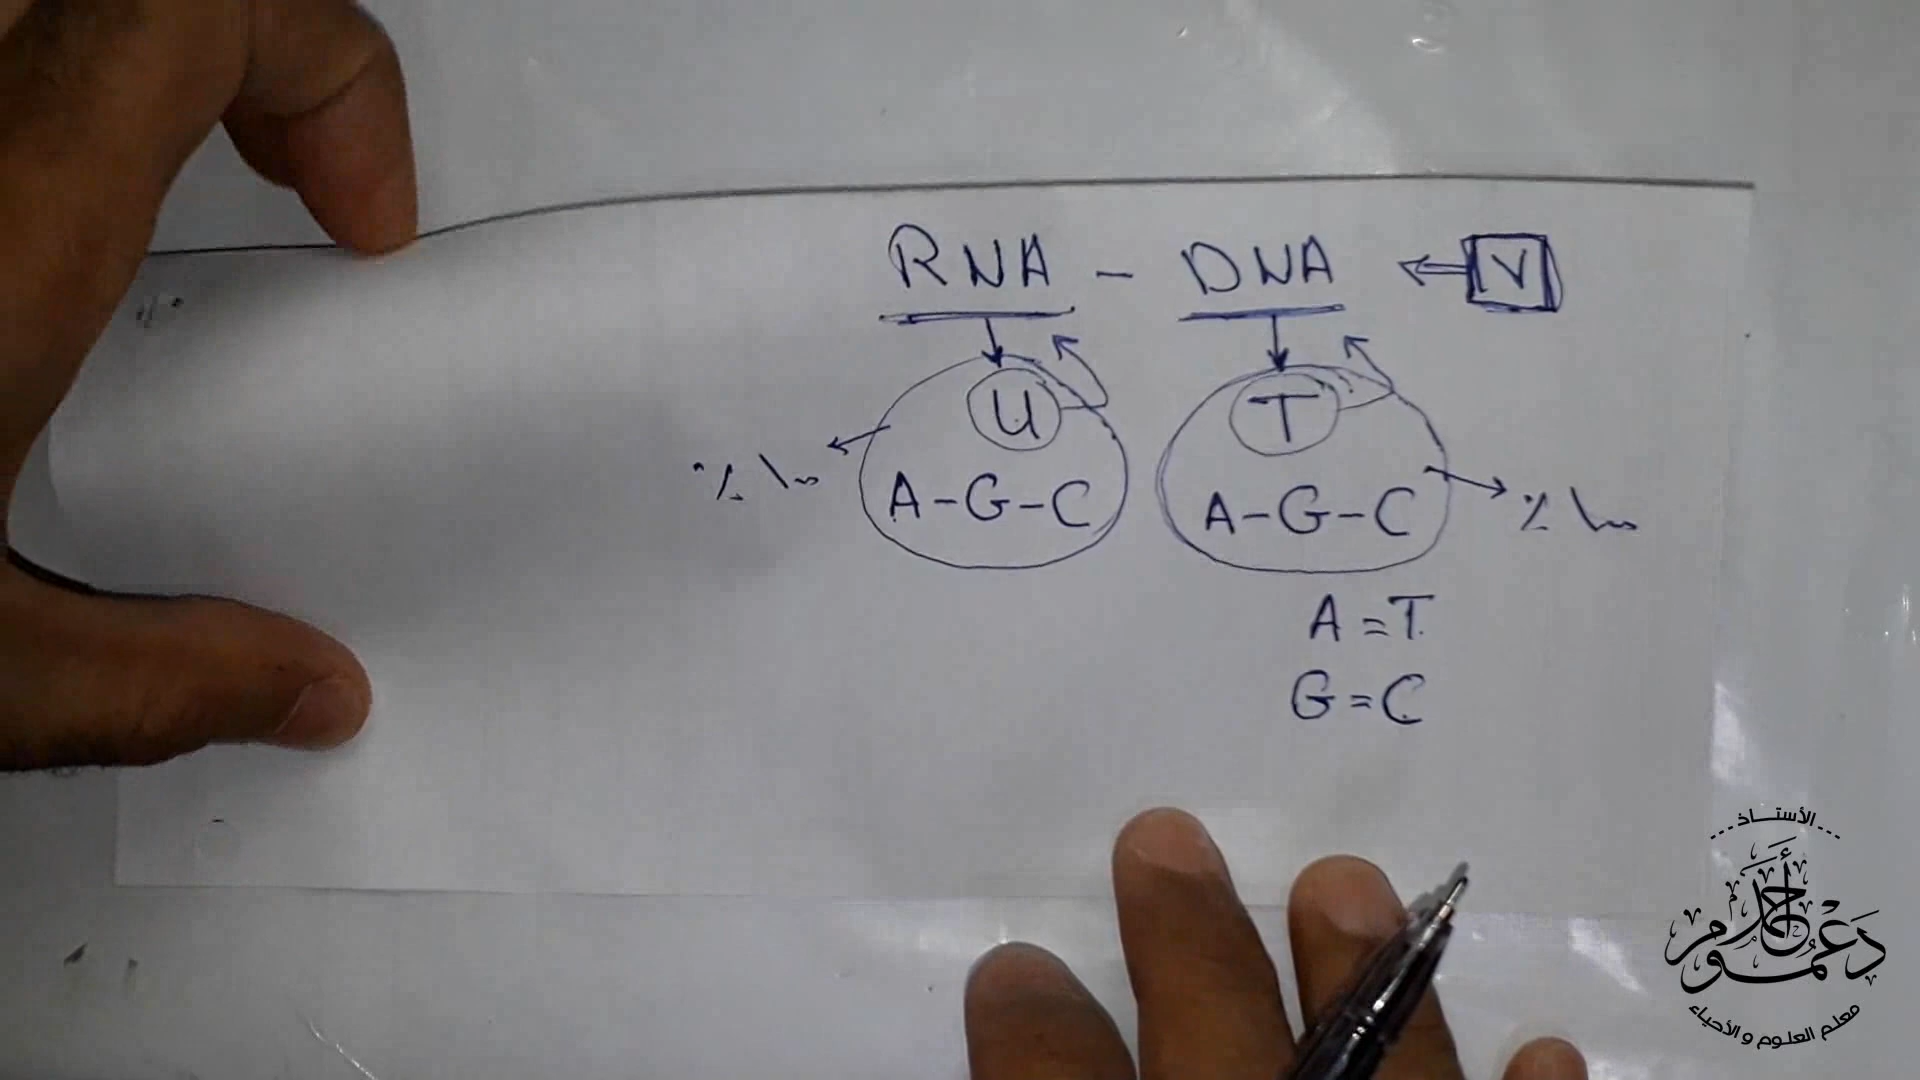 RNA - DNA ← ٧
U T
A-G-C A-G-C
٪ ١٠٠ ٪ ١٠٠
A = T
G = C
الأستاذ
أحمد دعموم
معلم العلوم و الأحياء